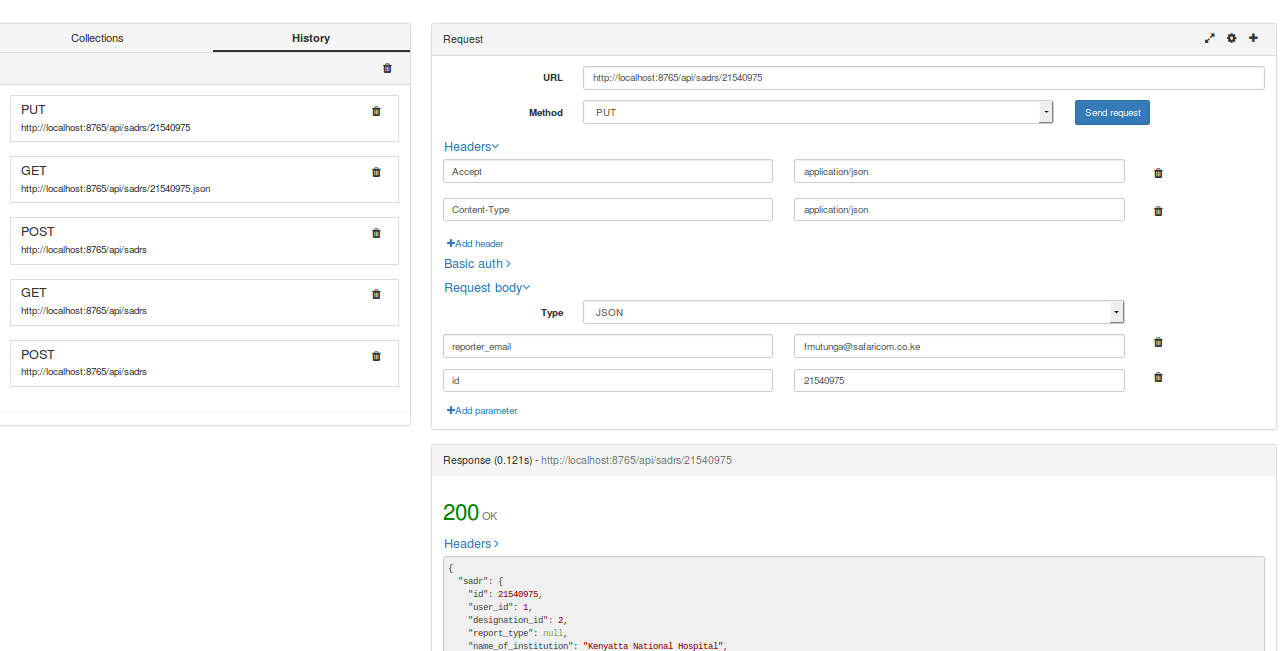 Collections
History
PUT
http://localhost:8765/api/sadrs/21540975
GET
http://localhost:8765/api/sadrs/21540975.json
POST
http://localhost:8765/api/sadrs
GET
http://localhost:8765/api/sadrs
POST
http://localhost:8765/api/sadrs
Request
URL http://localhost:8765/api/sadrs/21540975
Method PUT Send request
Headers
Accept application/json
Content-Type application/json
Add header
Basic auth
Request body
Type JSON
reporter_email fmutunga@safaricom.co.ke
id 21540975
Add parameter
Response (0.121s) - http://localhost:8765/api/sadrs/21540975
200 OK
Headers
{
"sadr": {
"id": 21540975,
"user_id": 1,
"designation_id": 2,
"report_type": null,
"name_of_institution": "Kenyatta National Hospital",